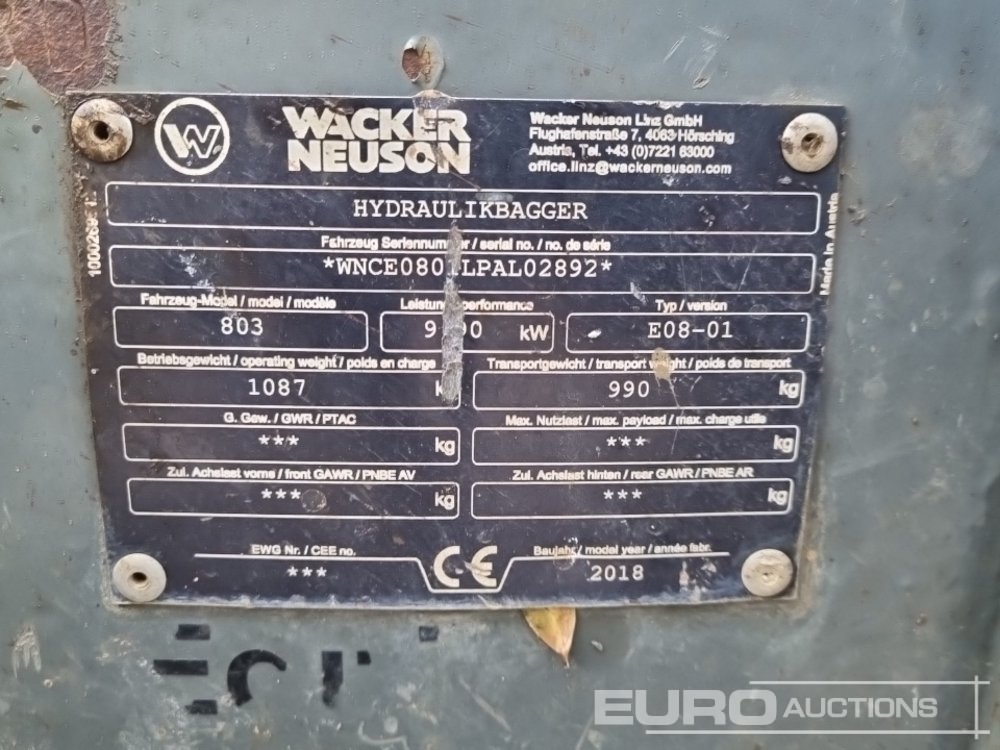 W
WACKER
NEUSON
Wacker Neuson Linz GmbH
Flughafenstraße 7, 4063 Hörsching
Austria, Tel. +43 (0)7221 63000
office.linz@wackerneuson.com
HYDRAULIKBAGGER
Fahrzeug Seriennummer / serial no. / no. de série
Fahrzeug-Model / model / modèle
803
Leistung / performance
kW
Typ / version
E08-01
Betriebsgewicht / operating weight / poids en charge
1087
Transportgewicht / transport weight / poids de transport
990 kg
G. Gew. / GWR / PTAC
*** kg
Max. Nutzlast / max. payload / max. charge utile
*** kg
Zul. Achslast vorne / front GAWR / PNBE AV
*** kg
Zul. Achslast hinten / rear GAWR / PNBE AR
*** kg
EWG Nr. / CEE no.
***
CE
Baujahr / model year / année fabr.
2018
Made in Austria
EURO AUCTIONS